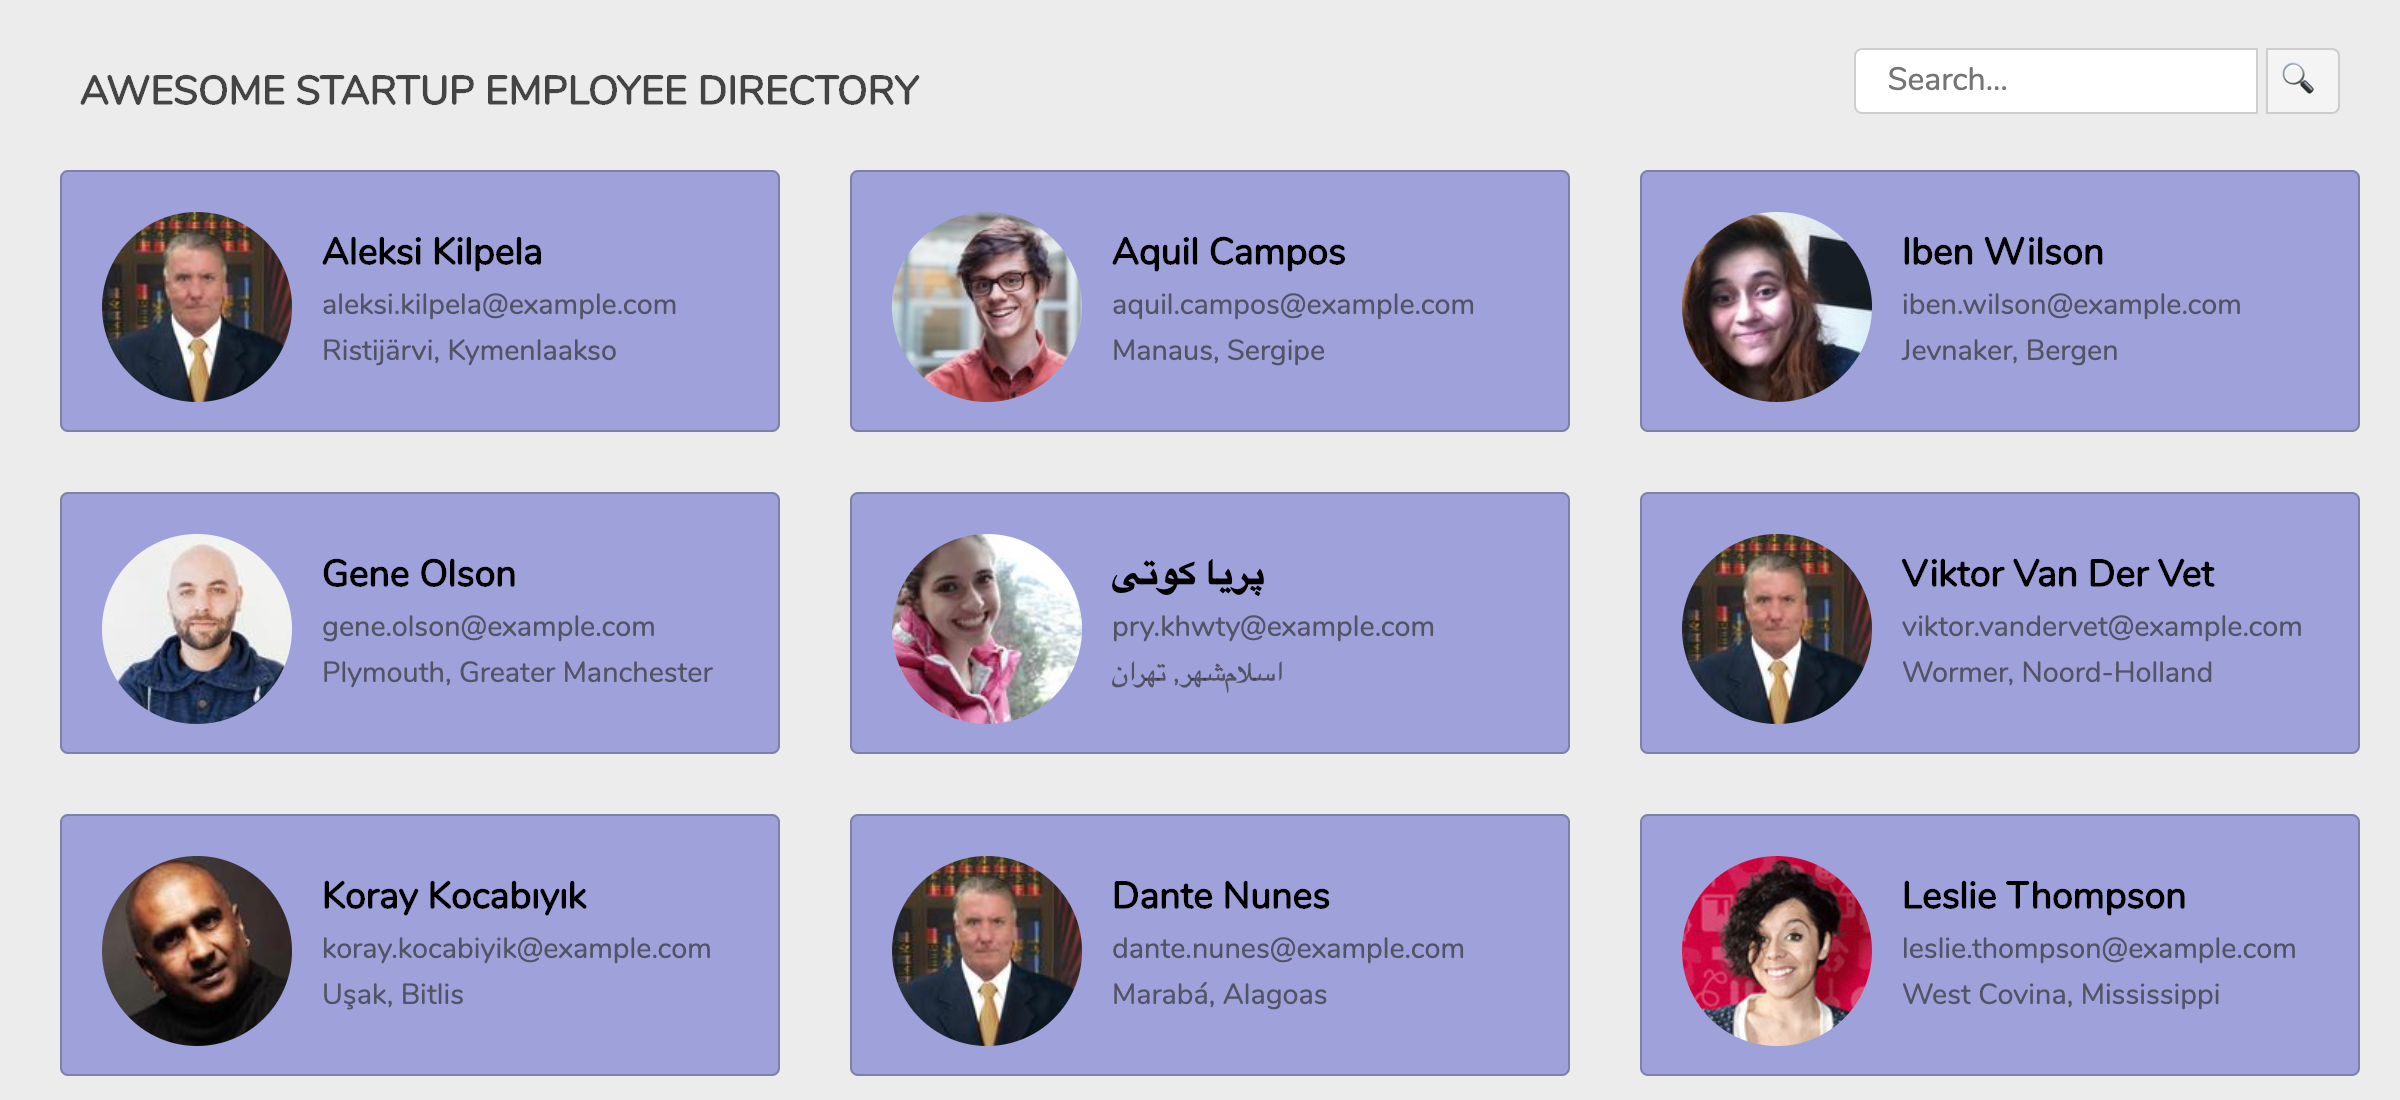 AWESOME STARTUP EMPLOYEE DIRECTORY
Search...
Aleksi Kilpela
aleksi.kilpela@example.com
Ristijärvi, Kymenlaakso
Aquil Campos
aquil.campos@example.com
Manaus, Sergipe
Iben Wilson
iben.wilson@example.com
Jevnaker, Bergen
Gene Olson
gene.olson@example.com
Plymouth, Greater Manchester
پریا کوتی
pry.khwty@example.com
اسلام‌شهر, تهران
Viktor Van Der Vet
viktor.vandervet@example.com
Wormer, Noord-Holland
Koray Kocabıyık
koray.kocabiyik@example.com
Uşak, Bitlis
Dante Nunes
dante.nunes@example.com
Marabá, Alagoas
Leslie Thompson
leslie.thompson@example.com
West Covina, Mississippi